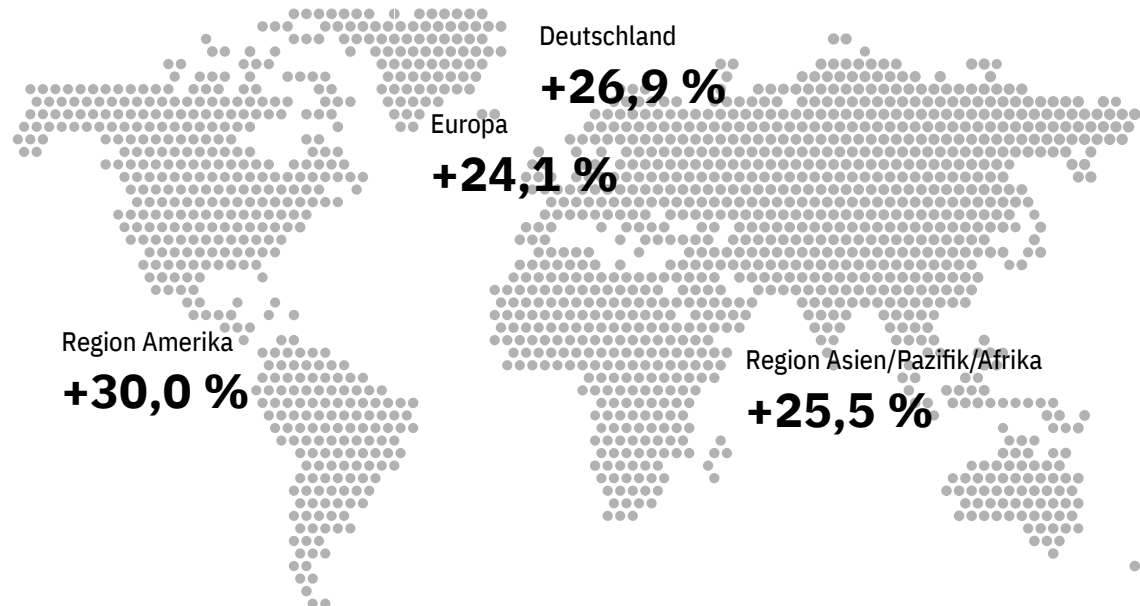 Deutschland
+26,9 %
Europa
+24,1 %
Region Amerika
+30,0 %
Region Asien/Pazifik/Afrika
+25,5 %